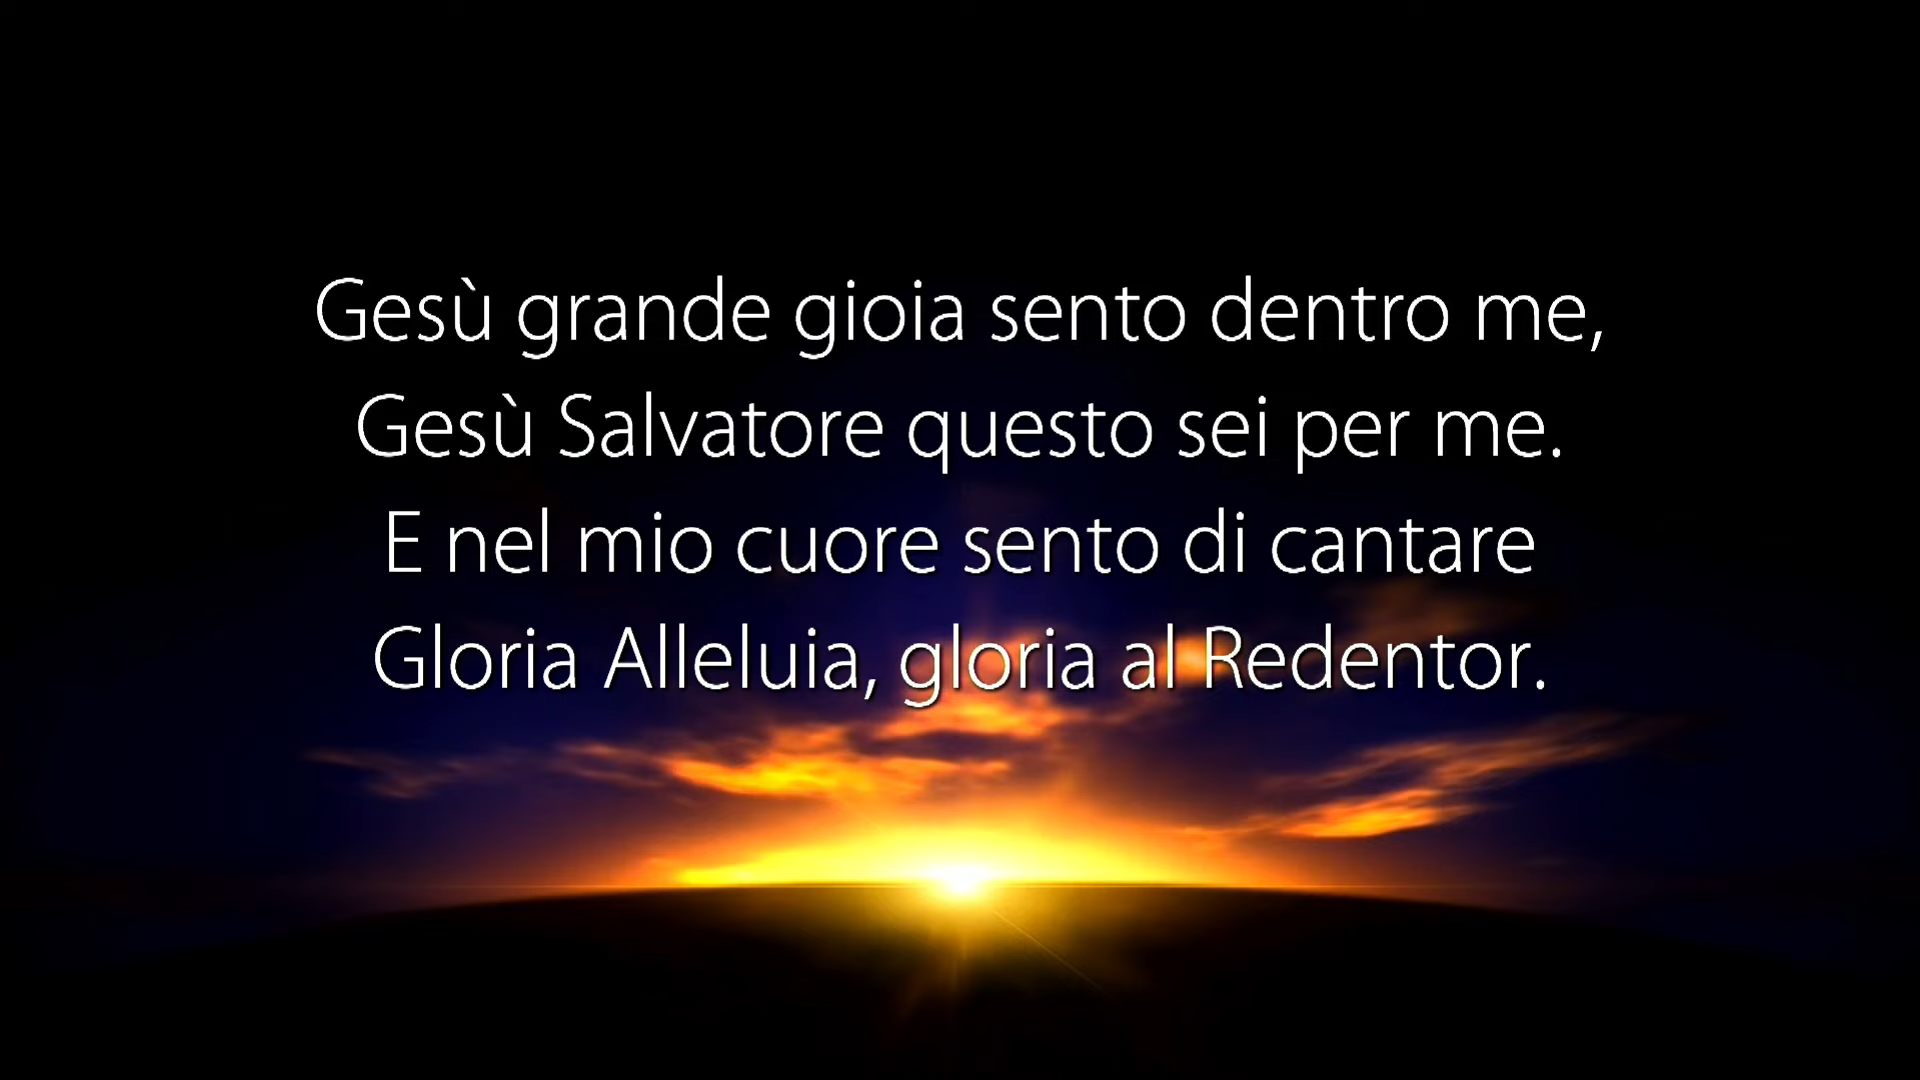 Gesù grande gioia sento dentro me,
Gesù Salvatore questo sei per me.
E nel mio cuore sento di cantare
Gloria Alleluia, gloria al Redentor.